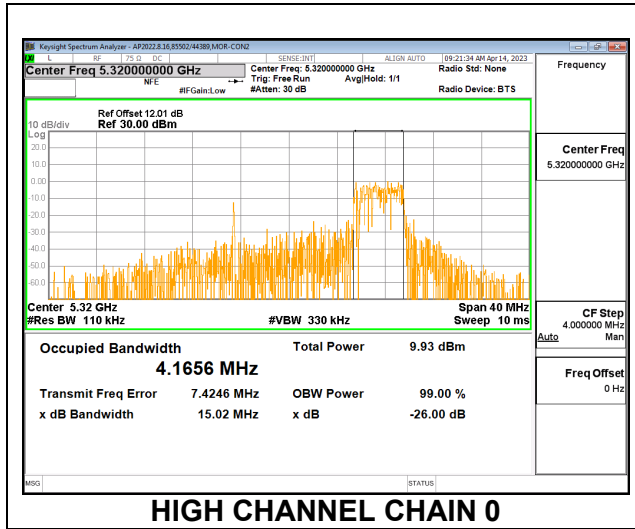 Keysight Spectrum Analyzer - AP2022.8.16,85502/44389,MOR-CON2
L RF 75 Ω DC SENSE:INT ALIGN AUTO 09:21:34 AM Apr 14, 2023
Center Freq 5.320000000 GHz Center Freq: 5.320000000 GHz Radio Std: None
NFE Trig: Free Run Avg|Hold: 1/1
#IFGain:Low #Atten: 30 dB Radio Device: BTS
Frequency
Ref Offset 12.01 dB
10 dB/div Ref 30.00 dBm
Log
20.0
10.0
0.00
-10.0
-20.0
-30.0
-40.0
-50.0
-60.0
Center Freq
5.320000000 GHz
Center 5.32 GHz Span 40 MHz
#Res BW 110 kHz #VBW 330 kHz Sweep 10 ms
CF Step
4.000000 MHz
Auto Man
Freq Offset
0 Hz
Occupied Bandwidth Total Power 9.93 dBm
4.1656 MHz
Transmit Freq Error 7.4246 MHz OBW Power 99.00 %
x dB Bandwidth 15.02 MHz x dB -26.00 dB
MSG STATUS
HIGH CHANNEL CHAIN 0